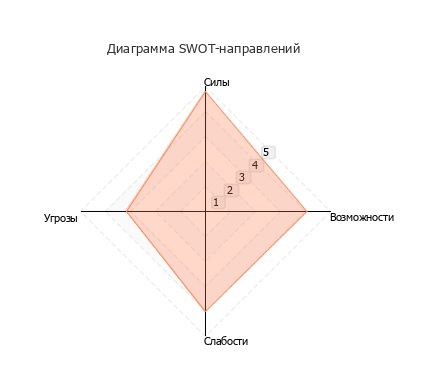 Диаграмма SWOT-направлений
Силы
5
4
3
2
1
Угрозы
Возможности
Слабости